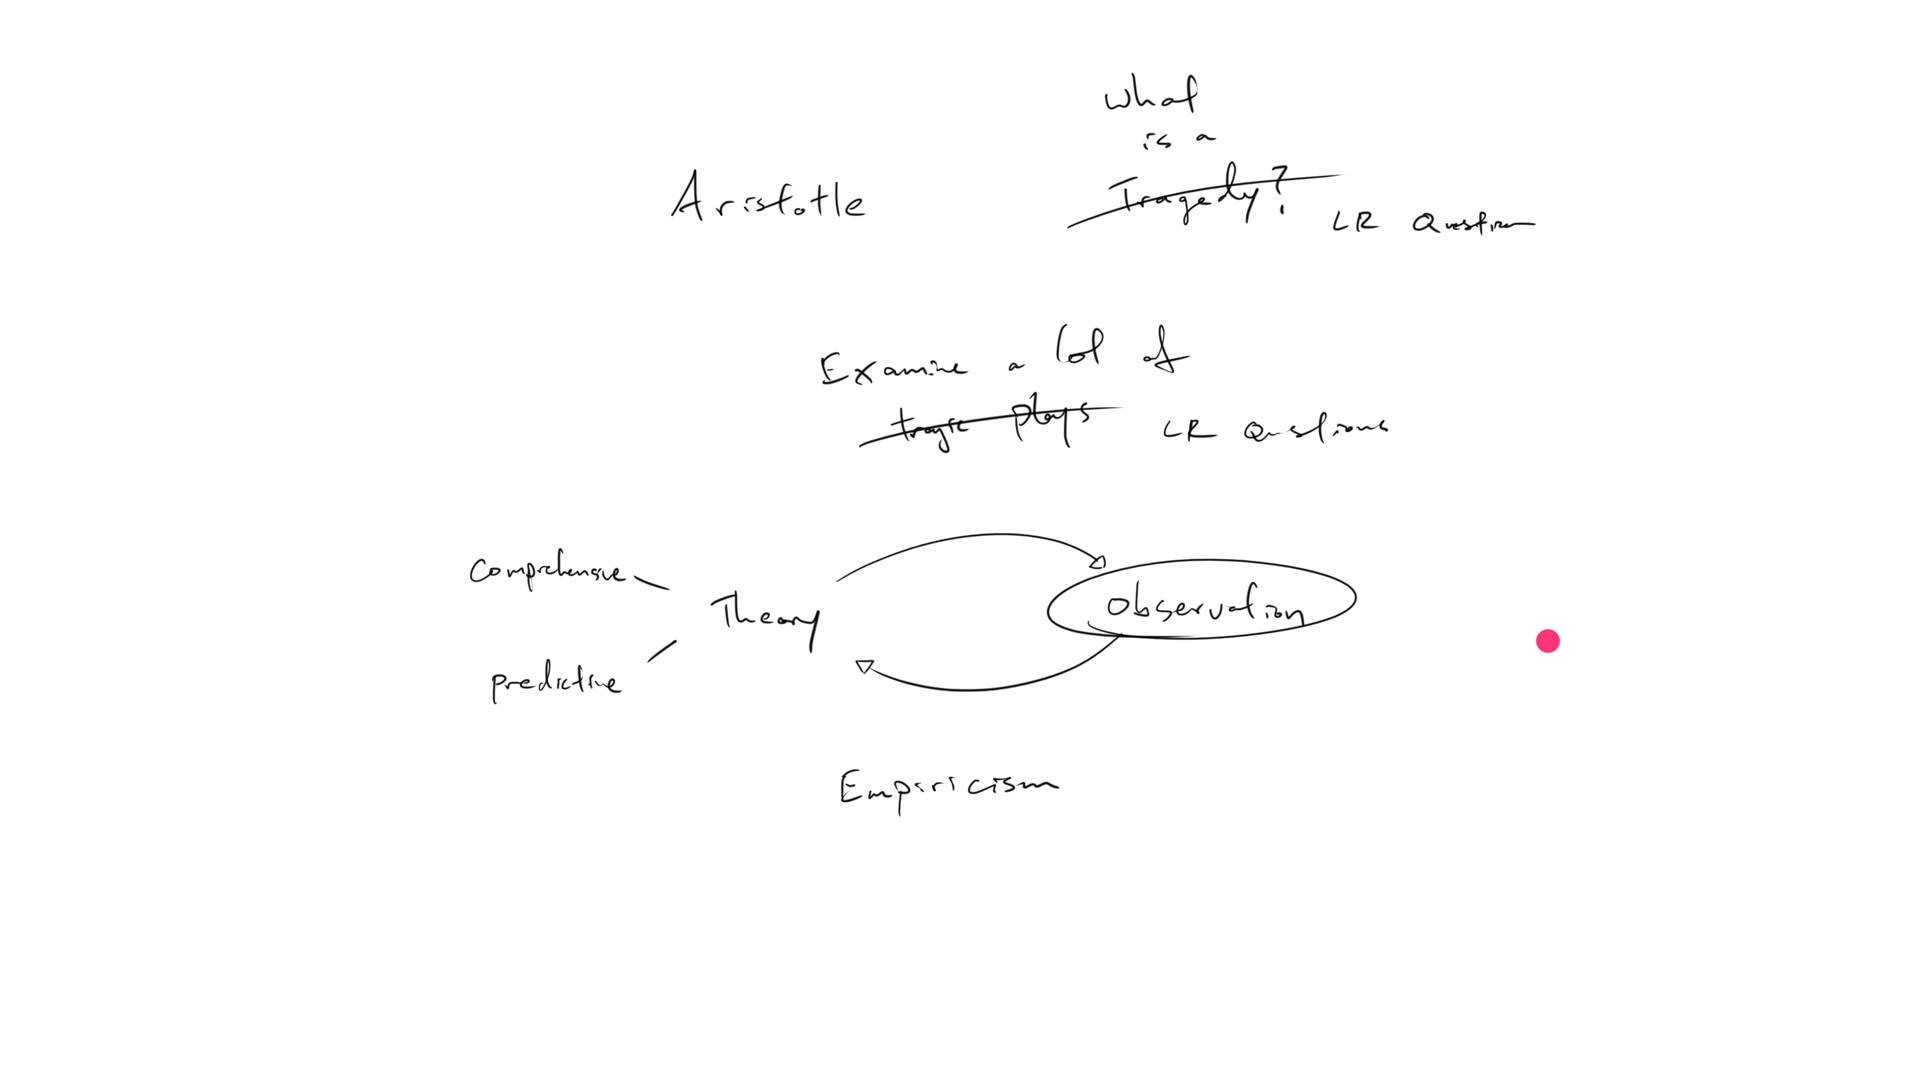 What
is a
Aristotle
Tragedy?
LR Question
Examine a lot of
tragic plays LR Questions
Comprehensive
Theory
Observation
predictive
Empiricism